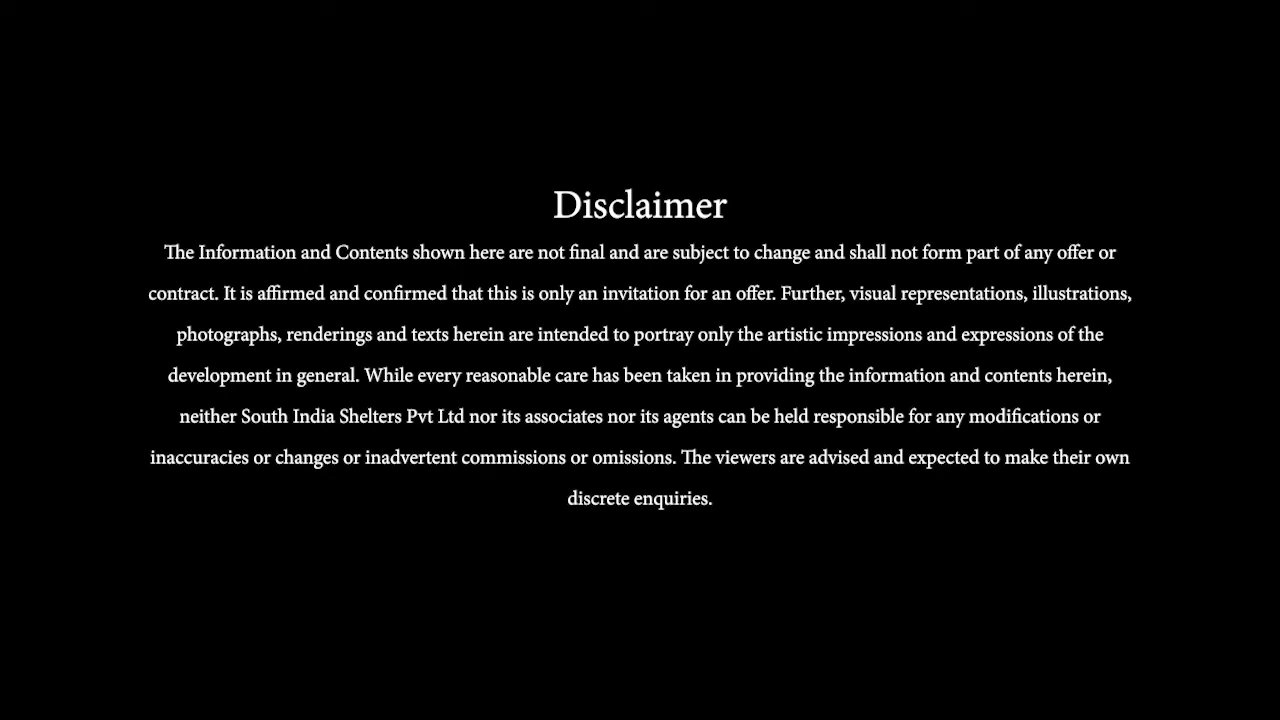 Disclaimer
The Information and Contents shown here are not final and are subject to change and shall not form part of any offer or
contract. It is affirmed and confirmed that this is only an invitation for an offer. Further, visual representations, illustrations,
photographs, renderings and texts herein are intended to portray only the artistic impressions and expressions of the
development in general. While every reasonable care has been taken in providing the information and contents herein,
neither South India Shelters Pvt Ltd nor its associates nor its agents can be held responsible for any modifications or
inaccuracies or changes or inadvertent commissions or omissions. The viewers are advised and expected to make their own
discrete enquiries.